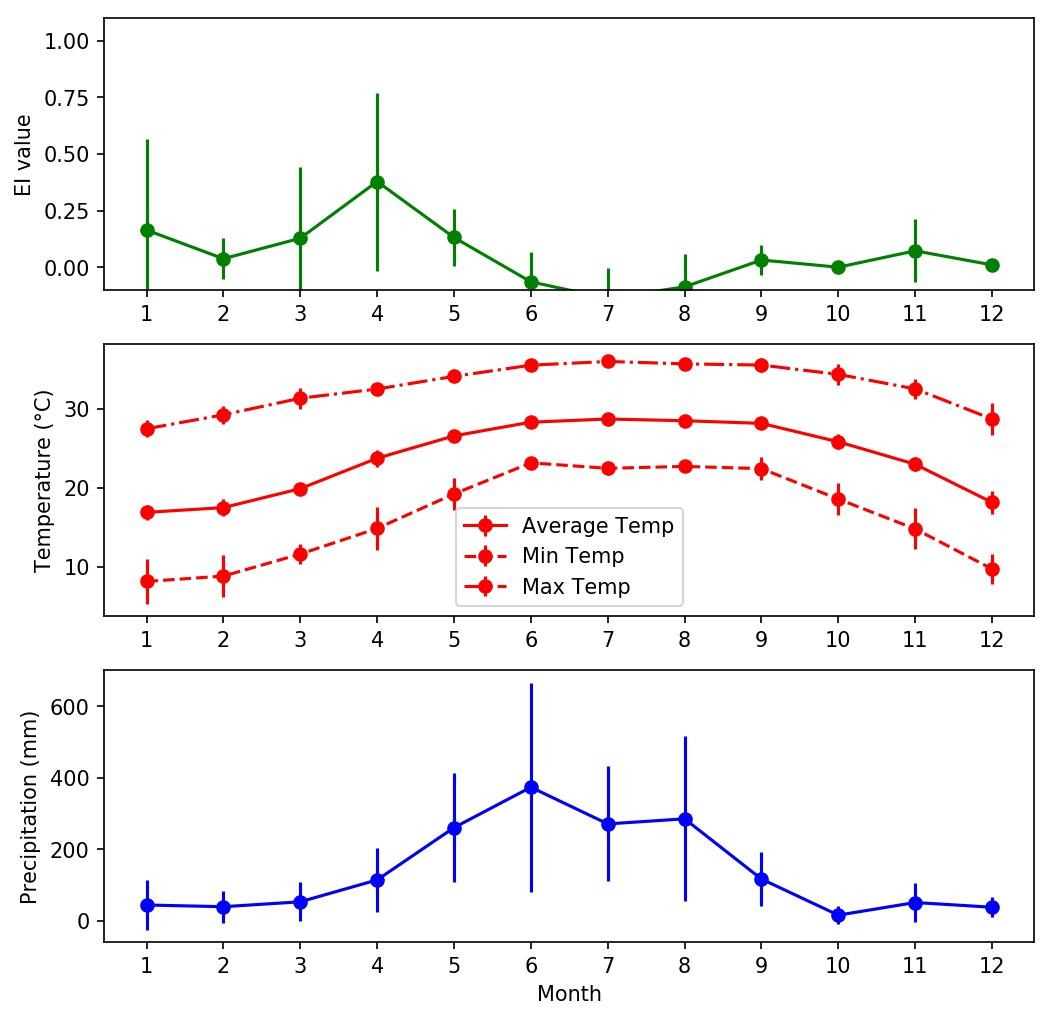 EI value
1.00
0.75
0.50
0.25
0.00
1 2 3 4 5 6 7 8 9 10 11 12
Temperature (°C)
30
20
10
Average Temp
Min Temp
Max Temp
1 2 3 4 5 6 7 8 9 10 11 12
Precipitation (mm)
600
400
200
0
1 2 3 4 5 6 7 8 9 10 11 12
Month